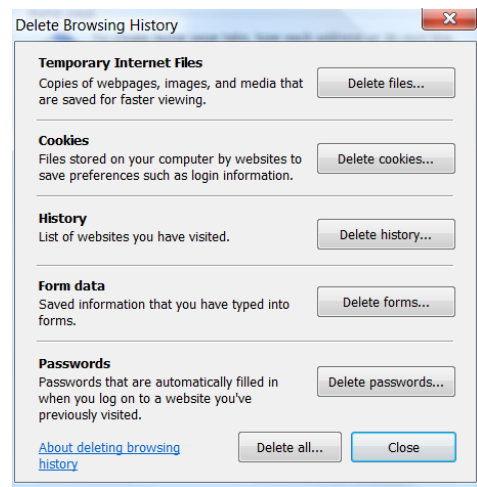 Delete Browsing History
Temporary Internet Files
Copies of webpages, images, and media that
are saved for faster viewing.
Delete files...
Cookies
Files stored on your computer by websites to
save preferences such as login information.
Delete cookies...
History
List of websites you have visited.
Delete history...
Form data
Saved information that you have typed into
forms.
Delete forms...
Passwords
Passwords that are automatically filled in
when you log on to a website you've
previously visited.
Delete passwords...
About deleting browsing
history
Delete all...
Close